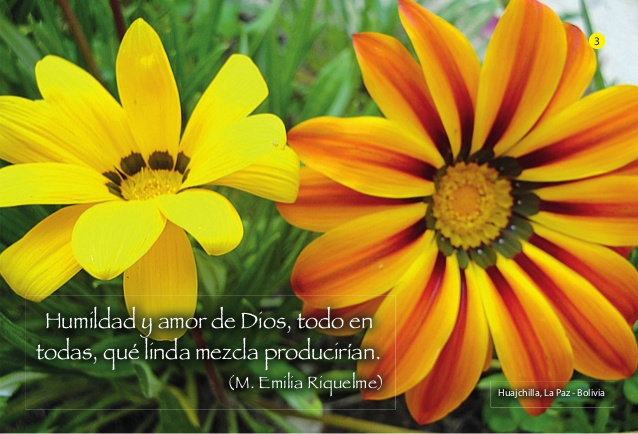 3
Humildad y amor de Dios, todo en
todas, qué linda mezcla producirían.
(M. Emilia Riquelme)
Huajchilla, La Paz - Bolivia